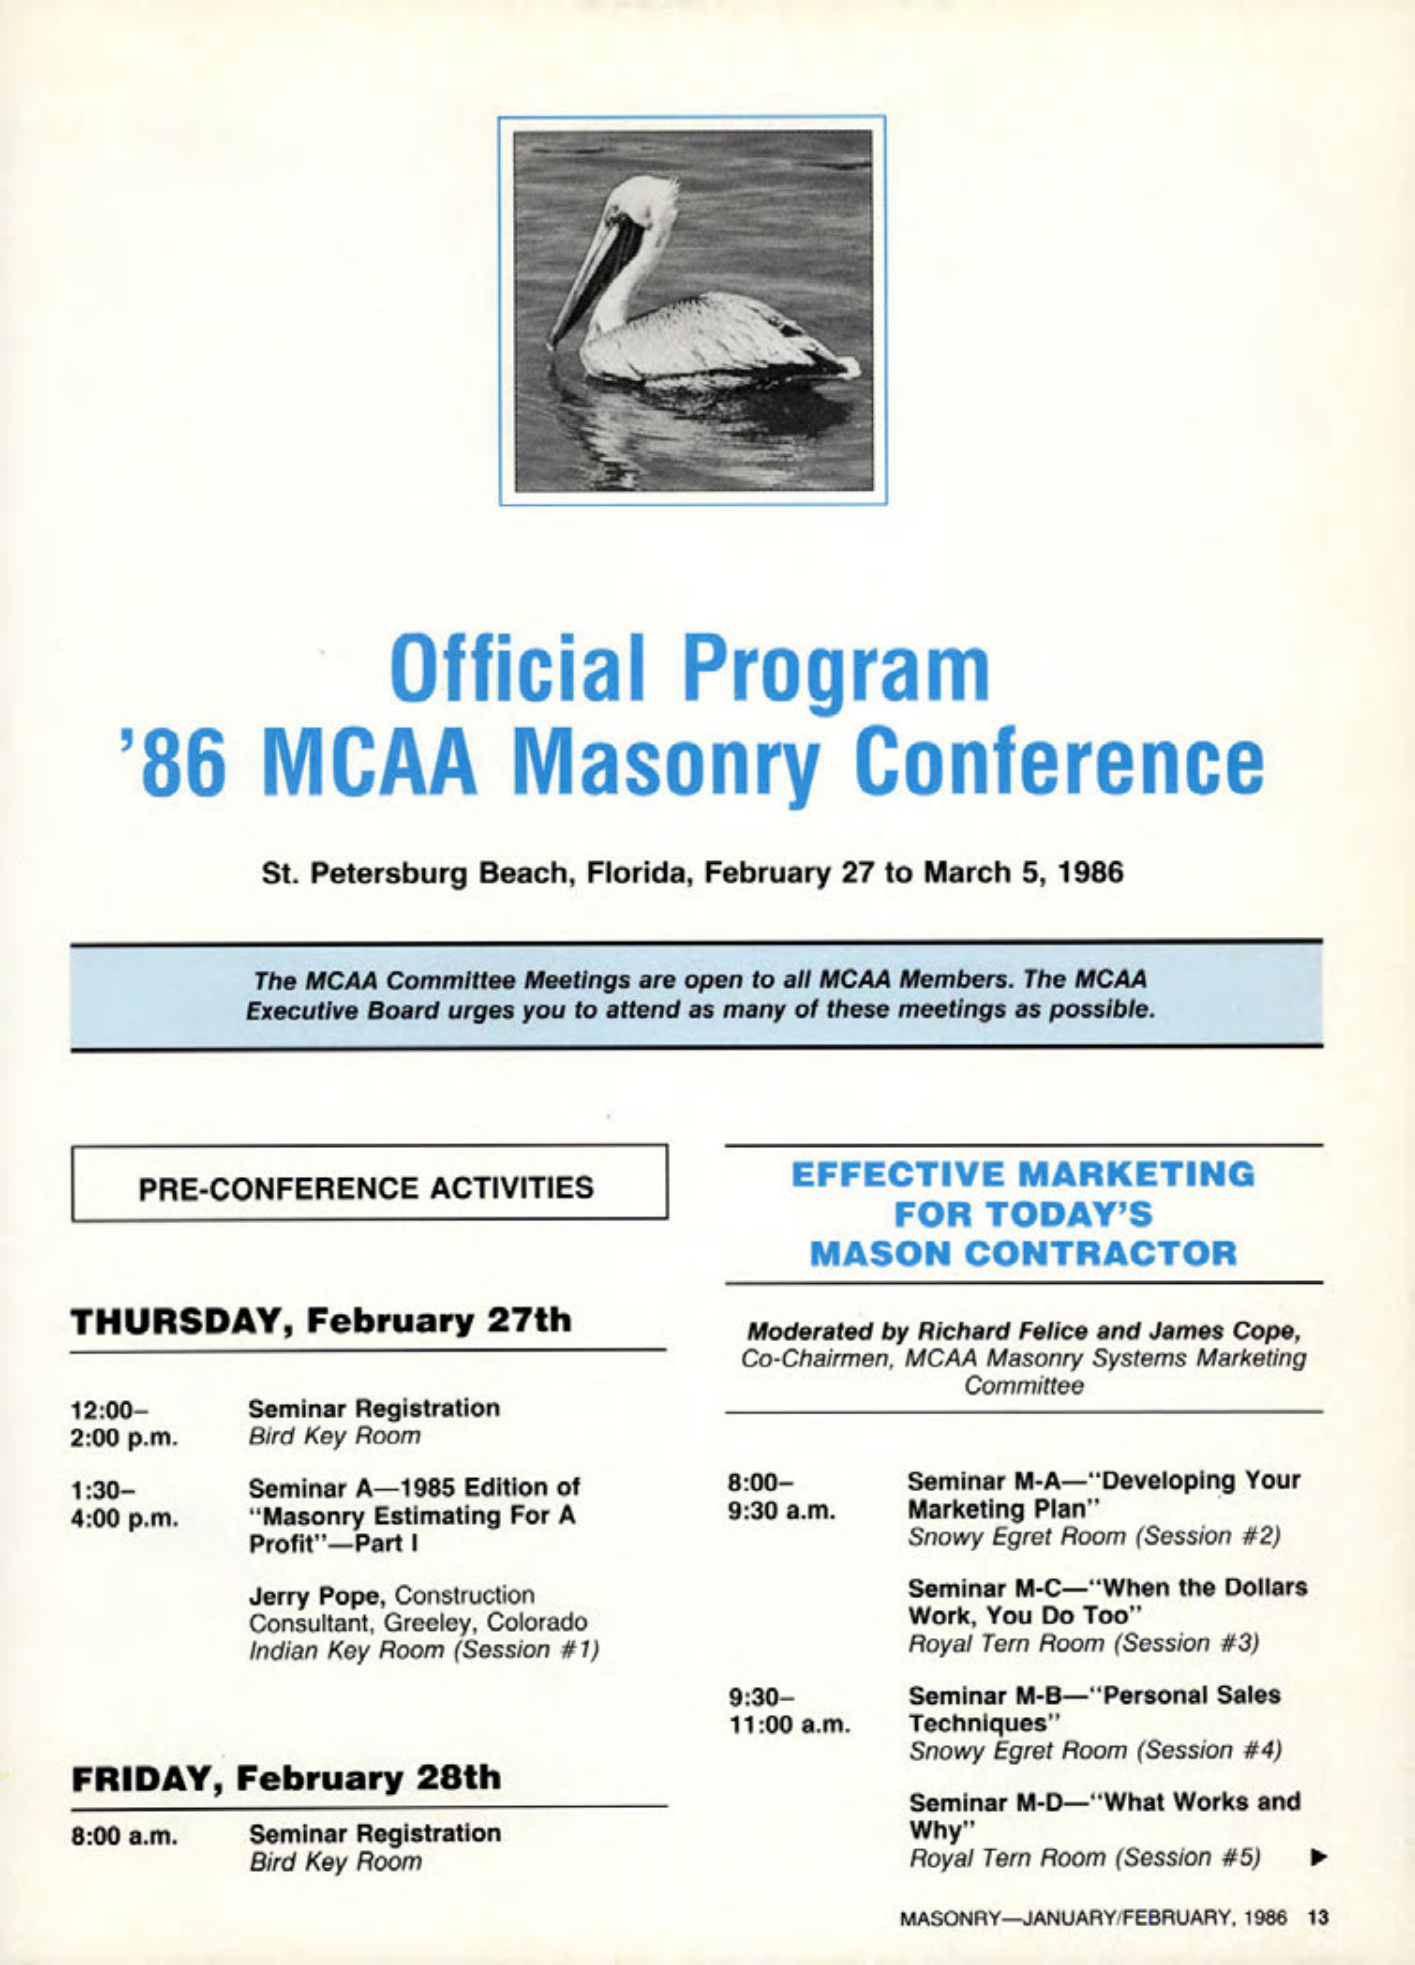 Official Program
'86 MCAA Masonry Conference
St. Petersburg Beach, Florida, February 27 to March 5, 1986
The MCAA Committee Meetings are open to all MCAA Members. The MCAA
Executive Board urges you to attend as many of these meetings as possible.
PRE-CONFERENCE ACTIVITIES
THURSDAY, February 27th
12:00–
2:00 p.m.
Seminar Registration
Bird Key Room
1:30–
4:00 p.m.
Seminar A—1985 Edition of
"Masonry Estimating For A
Profit"—Part I
Jerry Pope, Construction
Consultant, Greeley, Colorado
Indian Key Room (Session #1)
FRIDAY, February 28th
8:00 a.m.
Seminar Registration
Bird Key Room
EFFECTIVE MARKETING
FOR TODAY'S
MASON CONTRACTOR
Moderated by Richard Felice and James Cope,
Co-Chairmen, MCAA Masonry Systems Marketing
Committee
8:00–
9:30 a.m.
Seminar M-A—"Developing Your
Marketing Plan"
Snowy Egret Room (Session #2)
Seminar M-C—"When the Dollars
Work, You Do Too"
Royal Tern Room (Session #3)
9:30–
11:00 a.m.
Seminar M-B—"Personal Sales
Techniques"
Snowy Egret Room (Session #4)
Seminar M-D—"What Works and
Why"
Royal Tern Room (Session #5)
MASONRY—JANUARY/FEBRUARY, 1986 13